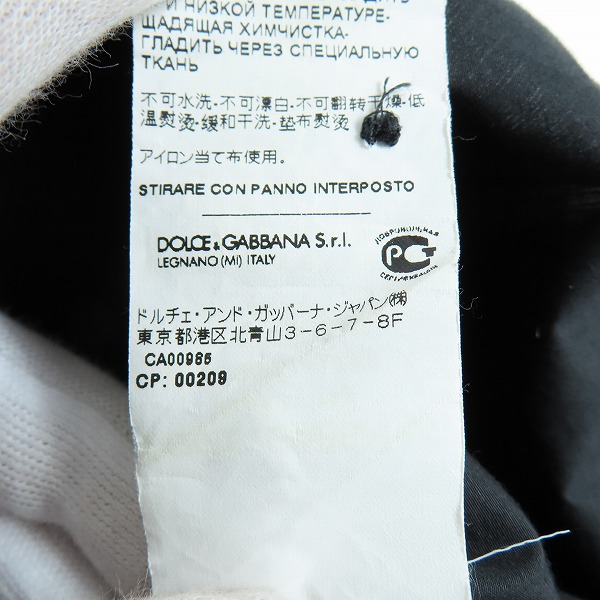 И НИЗКОЙ ТЕМПЕРАТУРЕ-
ЩАДЯЩАЯ ХИМЧИСТКА-
ГЛАДИТЬ ЧЕРЕЗ СПЕЦИАЛЬНУЮ
ТКАНЬ
不可水洗-不可漂白-不可翻转干燥-低
温熨烫-缓和干洗-垫布熨烫
アイロン当て布使用。
STIRARE CON PANNO INTERPOSTO
DOLCE & GABBANA S.r.l.
LEGNANO (MI) ITALY
ДОБРОВОЛЬНАЯ
РСТ
СЕРТИФИКАЦИЯ
ドルチェ・アンド・ガッバーナ・ジャパン(株)
東京都港区北青山3-6-7-8F
CA00985
CP: 00209